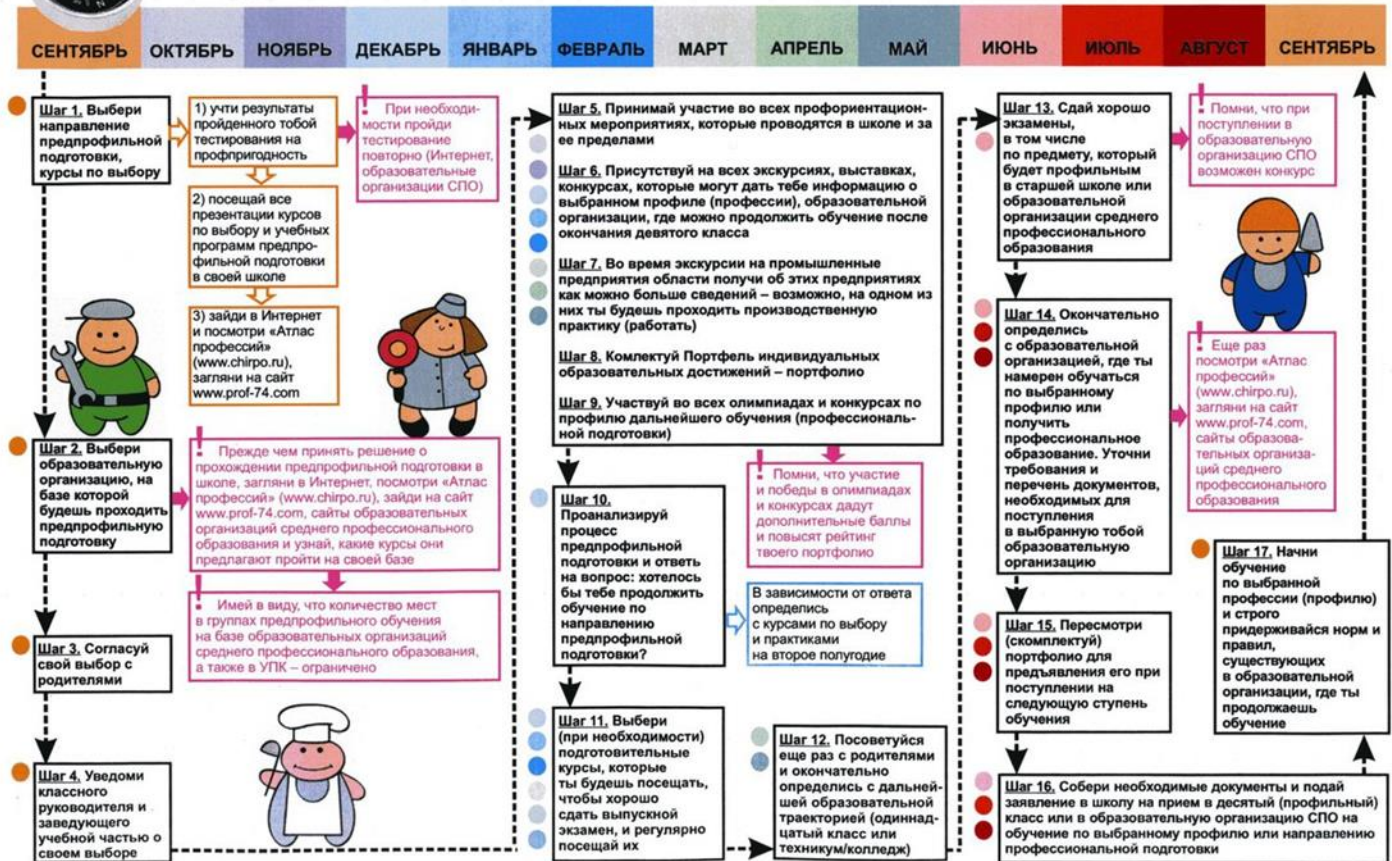 СЕНТЯБРЬ ОКТЯБРЬ НОЯБРЬ ДЕКАБРЬ ЯНВАРЬ ФЕВРАЛЬ МАРТ АПРЕЛЬ МАЙ ИЮНЬ ИЮЛЬ АВГУСТ СЕНТЯБРЬ
Шаг 1. Выбери
направление
предпрофильной
подготовки,
курсы по выбору
1) учти результаты
пройденного тобой
тестирования на
профпригодность
! При необходи-
мости пройди
тестирование
повторно (Интернет,
образовательные
организации СПО)
2) посещай все
презентации курсов
по выбору и учебных
программ предпро-
фильной подготовки
в своей школе
3) зайди в Интернет
и посмотри «Атлас
профессий»
(www.chirpo.ru),
загляни на сайт
www.prof-74.com
Шаг 2. Выбери
образовательную
организацию, на
базе которой
будешь проходить
предпрофильную
подготовку
! Прежде чем принять решение о
прохождении предпрофильной подготовки в
школе, загляни в Интернет, посмотри «Атлас
профессий» (www.chirpo.ru), зайди на сайт
www.prof-74.com, сайты образовательных
организаций среднего профессионального
образования и узнай, какие курсы они
предлагают пройти на своей базе
! Имей в виду, что количество мест
в группах предпрофильного обучения
на базе образовательных организаций
среднего профессионального образования,
а также в УПК – ограничено
Шаг 3. Согласуй
свой выбор с
родителями
Шаг 4. Уведоми
классного
руководителя и
заведующего
учебной частью о
своем выборе
Шаг 5. Принимай участие во всех профориентацион-
ных мероприятиях, которые проводятся в школе и за
ее пределами
Шаг 6. Присутствуй на всех экскурсиях, выставках,
конкурсах, которые могут дать тебе информацию о
выбранном профиле (профессии), образовательной
организации, где можно продолжить обучение после
окончания девятого класса
Шаг 7. Во время экскурсии на промышленные
предприятия области получи об этих предприятиях
как можно больше сведений – возможно, на одном из
них ты будешь проходить производственную
практику (работать)
Шаг 8. Комлектуй Портфель индивидуальных
образовательных достижений – портфолио
Шаг 9. Участвуй во всех олимпиадах и конкурсах по
профилю дальнейшего обучения (профессиональ-
ной подготовки)
! Помни, что участие
и победы в олимпиадах
и конкурсах дадут
дополнительные баллы
и повысят рейтинг
твоего портфолио
Шаг 10.
Проанализируй
процесс
предпрофильной
подготовки и ответь
на вопрос: хотелось
бы тебе продолжить
обучение по
направлению
предпрофильной
подготовки?
В зависимости от ответа
определись
с курсами по выбору
и практиками
на второе полугодие
Шаг 11. Выбери
(при необходимости)
подготовительные
курсы, которые
ты будешь посещать,
чтобы хорошо
сдать выпускной
экзамен, и регулярно
посещай их
Шаг 12. Посоветуйся
еще раз с родителями
и окончательно
определись с дальней-
шей образовательной
траекторией (одиннад-
цатый класс или
техникум/колледж)
Шаг 13. Сдай хорошо
экзамены,
в том числе
по предмету, который
будет профильным
в старшей школе или
образовательной
организации среднего
профессионального
образования
! Помни, что при
поступлении в
образовательную
организацию СПО
возможен конкурс
Шаг 14. Окончательно
определись
с образовательной
организацией, где ты
намерен обучаться
по выбранному
профилю или
получить
профессиональное
образование. Уточни
требования и
перечень документов,
необходимых для
поступления
в выбранную тобой
образовательную
организацию
! Еще раз
посмотри «Атлас
профессий»
(www.chirpo.ru),
загляни на сайт
www.prof-74.com,
сайты образова-
тельных организа-
ций среднего
профессионального
образования
Шаг 15. Пересмотри
(скомплектуй)
портфолио для
предъявления его при
поступлении на
следующую ступень
обучения
Шаг 16. Собери необходимые документы и подай
заявление в школу на прием в десятый (профильный)
класс или в образовательную организацию СПО на
обучение по выбранному профилю или направлению
профессиональной подготовки
Шаг 17. Начни
обучение
по выбранной
профессии (профилю)
и строго
придерживайся норм и
правил,
существующих
в образовательной
организации, где ты
продолжаешь
обучение